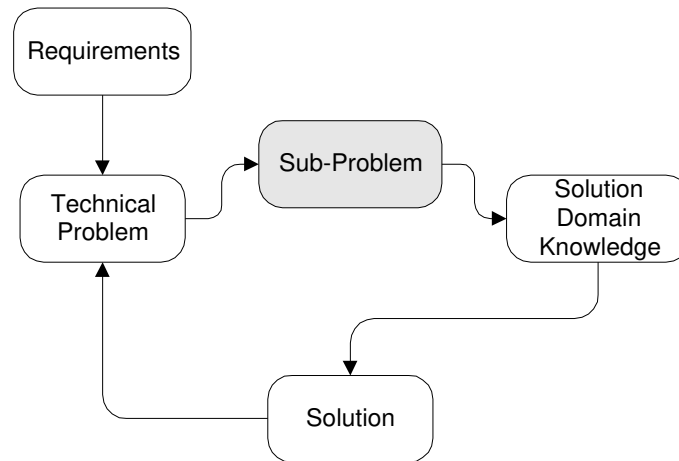 Requirements
Sub-Problem
Technical
Problem
Solution
Domain
Knowledge
Solution